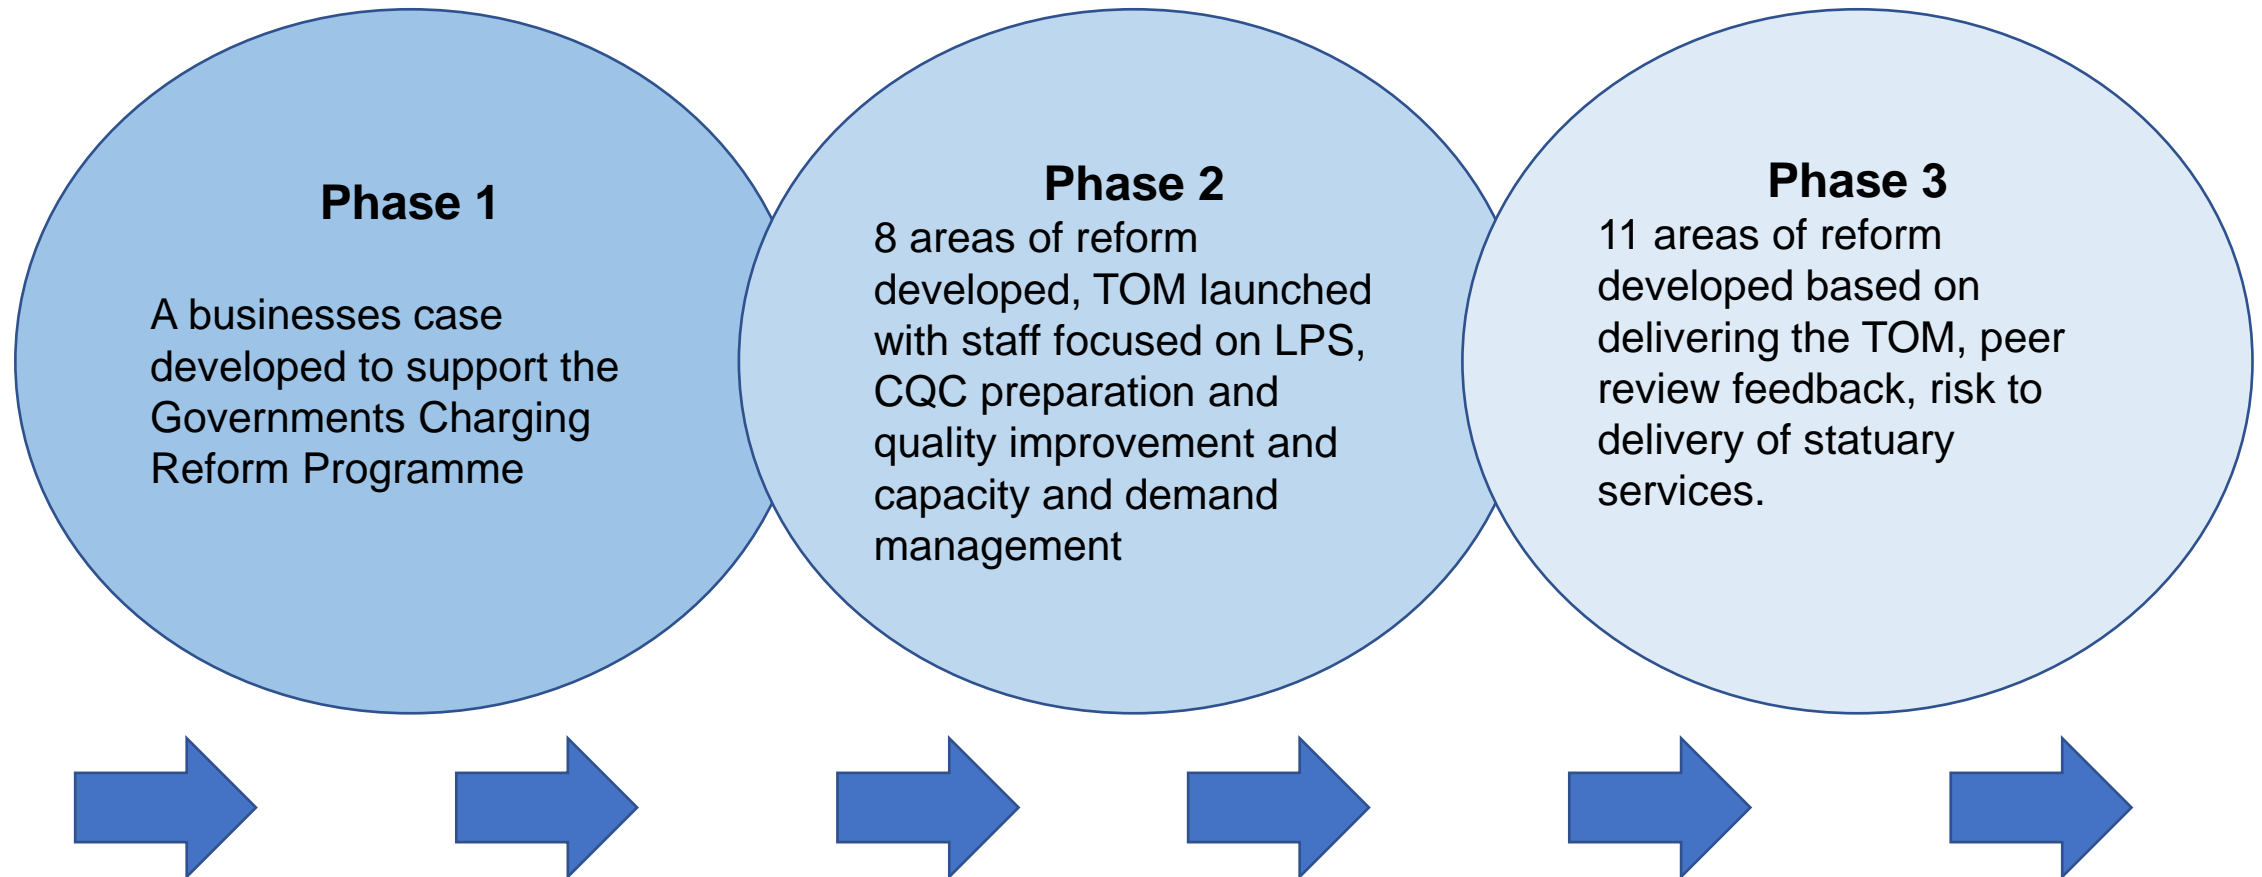 Phase 1
A businesses case
developed to support the
Governments Charging
Reform Programme
Phase 2
8 areas of reform
developed, TOM launched
with staff focused on LPS,
CQC preparation and
quality improvement and
capacity and demand
management
Phase 3
11 areas of reform
developed based on
delivering the TOM, peer
review feedback, risk to
delivery of statuary
services.